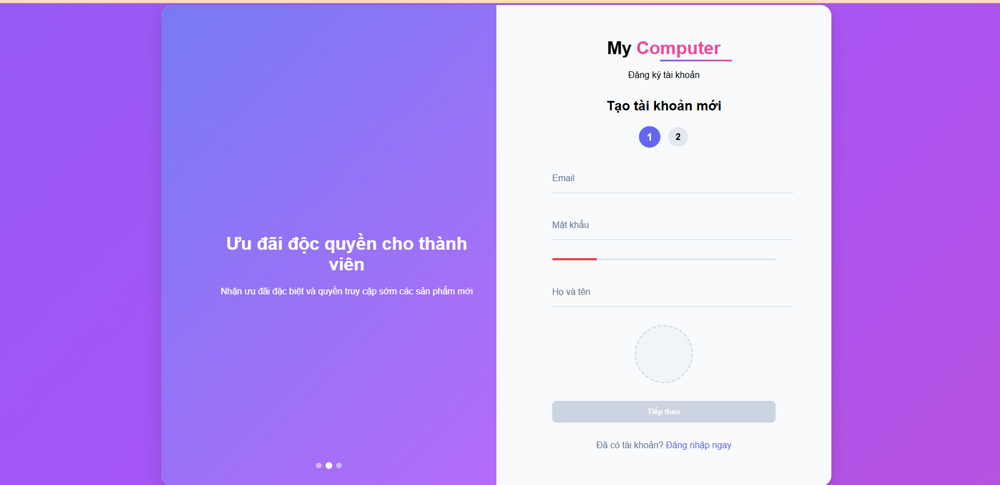 Ưu đãi độc quyền cho thành
viên
Nhận ưu đãi đặc biệt và quyền truy cập sớm các sản phẩm mới
My Computer
Đăng ký tài khoản
Tạo tài khoản mới
1 2
Email
Mật khẩu
Họ và tên
Tiếp theo
Đã có tài khoản? Đăng nhập ngay